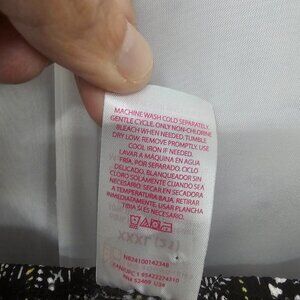 MACHINE WASH COLD SEPARATELY,
GENTLE CYCLE. ONLY NON-CHLORINE
BLEACH WHEN NEEDED. TUMBLE
DRY LOW. REMOVE PROMPTLY. USE
COOL IRON IF NEEDED.
LAVAR A MÁQUINA EN AGUA
FRÍA, POR SEPARADO, CICLO
DELICADO. BLANQUEADOR SIN
CLORO SOLAMENTE CUANDO SEA
NECESARIO. SECAR EN SECADORA
A TEMPERATURA BAJA. RETIRAR
INMEDIATAMENTE. USAR PLANCHA
TIBIA SI ES NECESARIO.